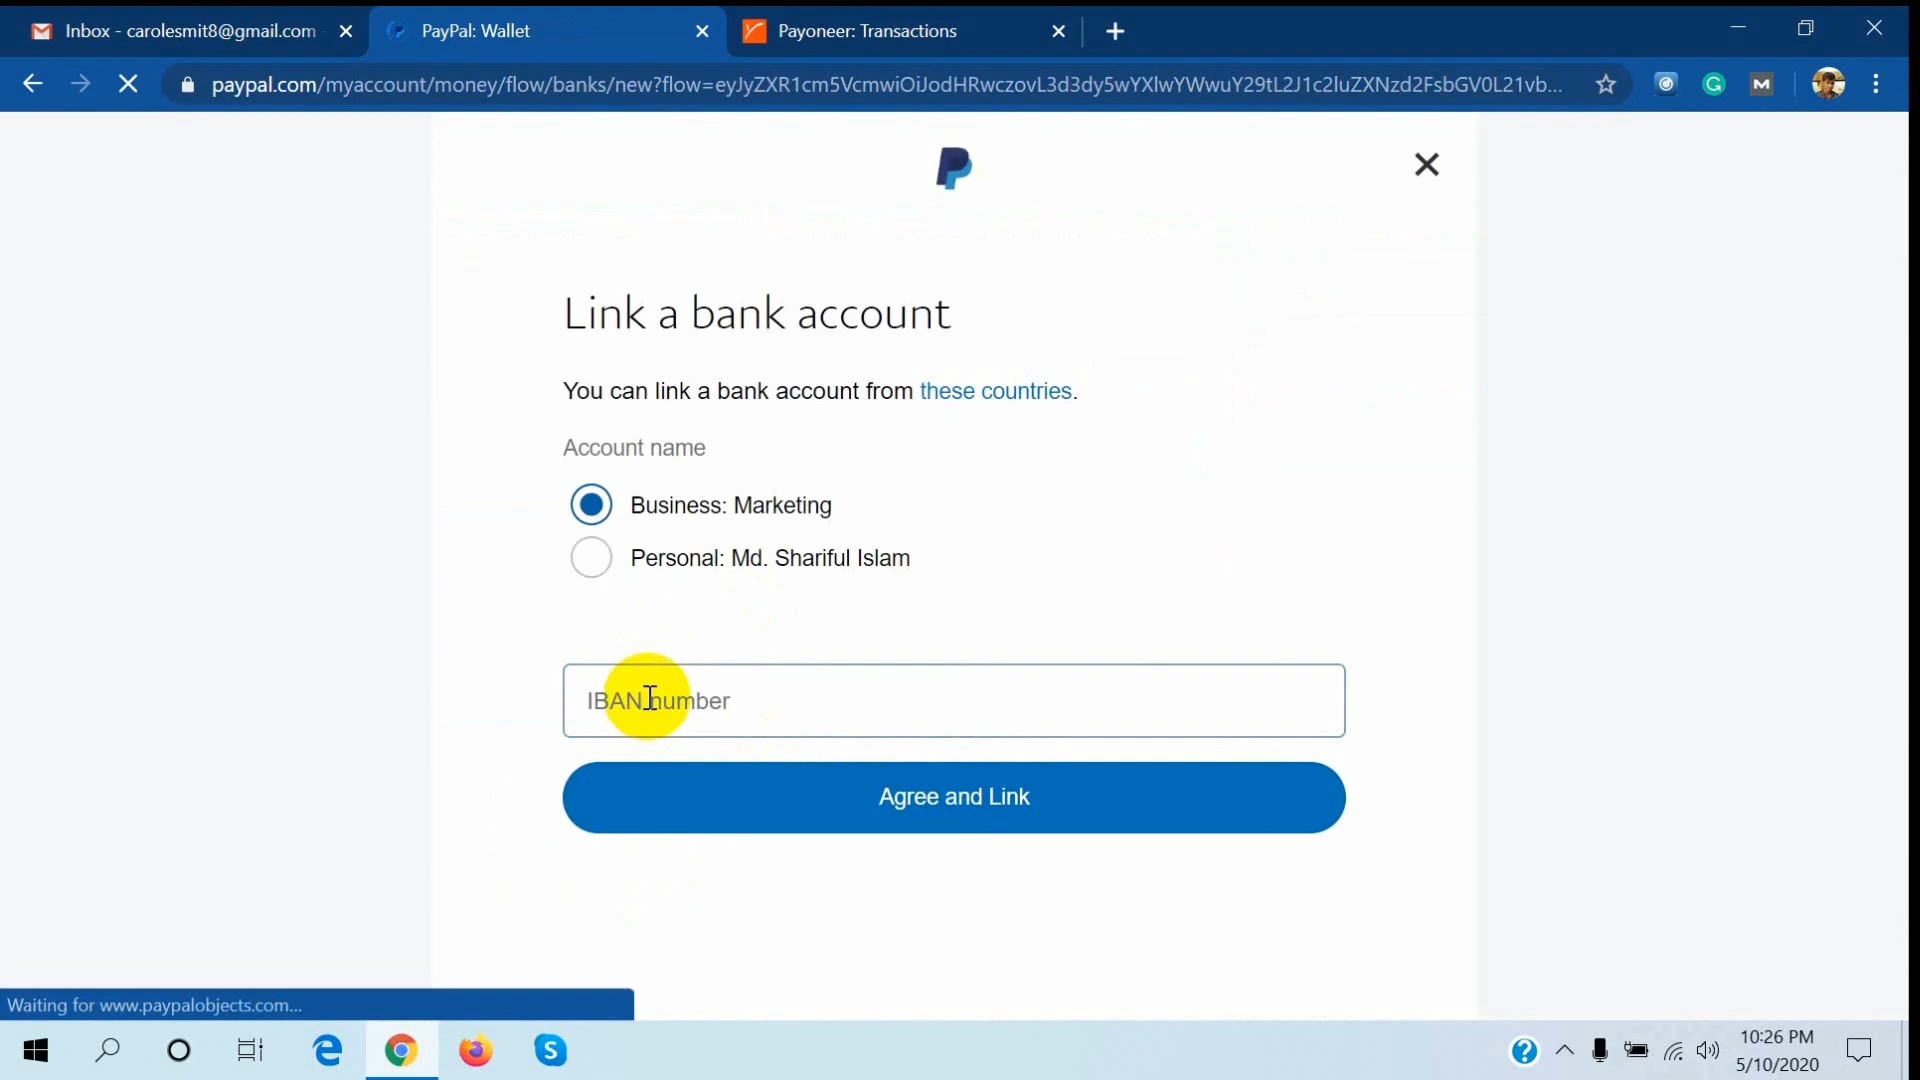 Inbox - carolesmit8@gmail.com
PayPal: Wallet
Payoneer: Transactions
paypal.com/myaccount/money/flow/banks/new?flow=eyJyZXR1cm5VcmwiOiJodHRwczovL3d3dy5wYXlwYWwuY29tL2J1c2luZXNzd2FsbGV0L21vb...
Link a bank account
You can link a bank account from these countries.
Account name
Business: Marketing
Personal: Md. Shariful Islam
IBAN number
Agree and Link
Waiting for www.paypalobjects.com...
10:26 PM
5/10/2020